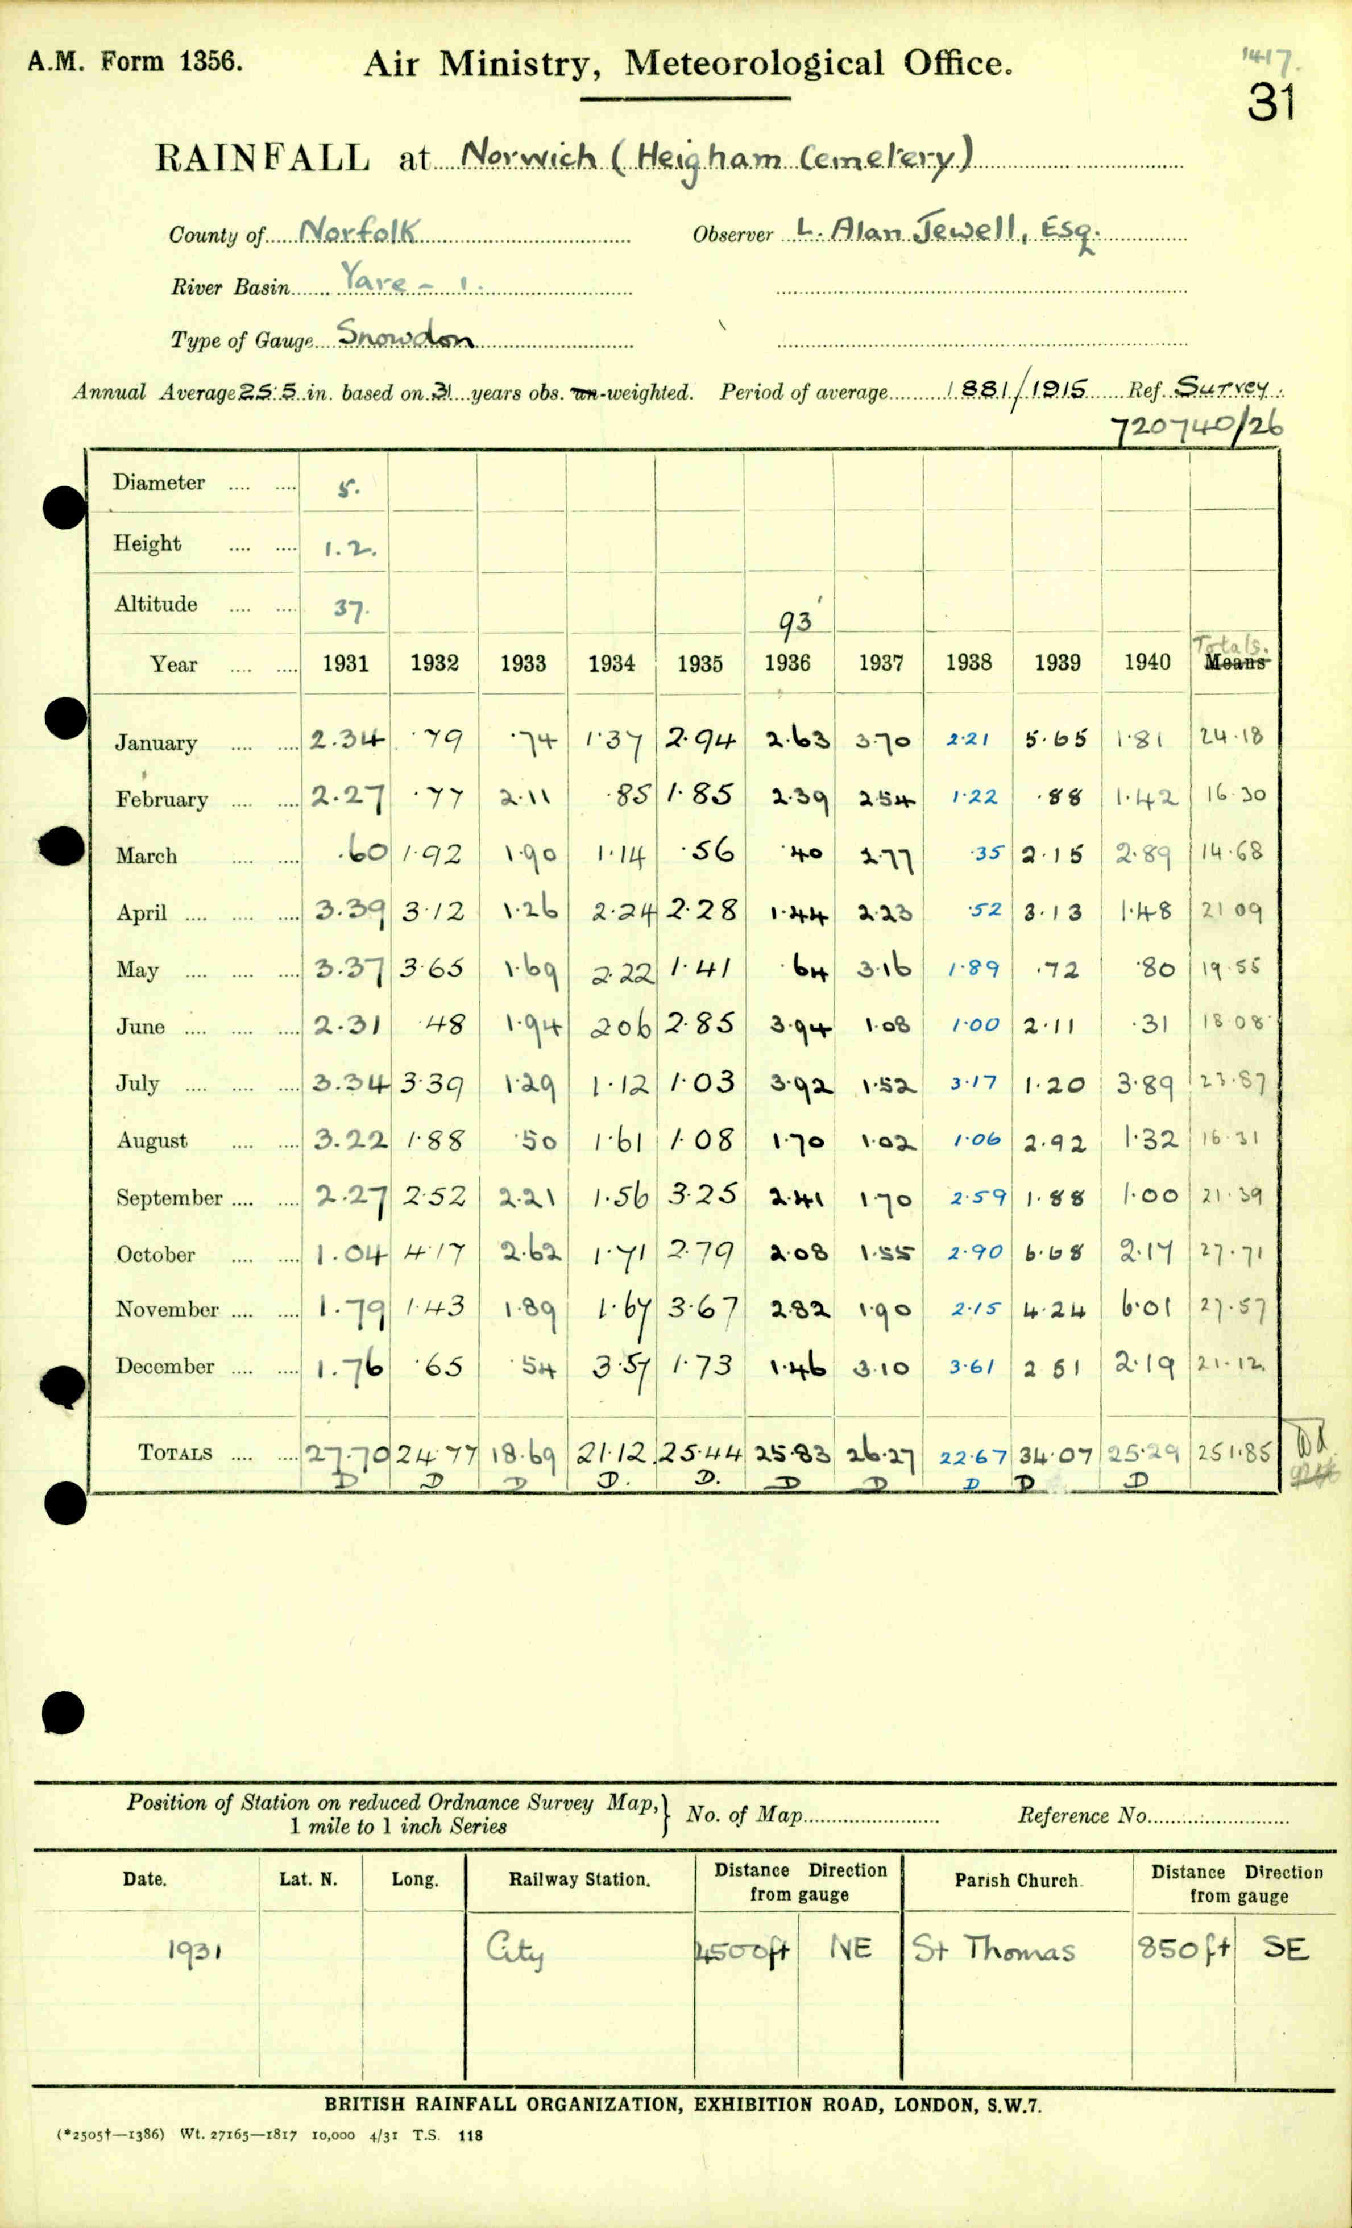 A.M. Form 1356.
Air Ministry, Meteorological Office.
1417.
31
RAINFALL at Norwich (Heigham Cemetery)
County of Norfolk Observer L. Alan Jewell, Esq.
River Basin Yare - 1.
Type of Gauge Snowdon
Annual Average 25.5 in. based on 31 years obs. un-weighted. Period of average 1881/1915 Ref. Survey.
720740/26
Diameter .... .... 5.
Height .... .... 1.2.
Altitude .... .... 37. 93'
Totals.
Year .... .... 1931 1932 1933 1934 1935 1936 1937 1938 1939 1940 Means
January .... .... 2.34 .79 .74 1.37 2.94 2.63 3.70 2.21 5.65 1.81 24.18
February .... .... 2.27 .77 2.11 .85 1.85 2.39 2.54 1.22 .88 1.42 16.30
March .... .... .60 1.92 1.90 1.14 .56 .40 2.77 .35 2.15 2.89 14.68
April .... .... .... 3.39 3.12 1.26 2.24 2.28 1.44 2.23 .52 3.13 1.48 21.09
May .... .... .... 3.37 3.65 1.69 2.22 1.41 .64 3.16 1.89 .72 .80 19.55
June .... .... .... 2.31 .48 1.94 2.06 2.85 3.94 1.08 1.00 2.11 .31 18.08
July .... .... .... 3.34 3.39 1.29 1.12 1.03 3.92 1.52 3.17 1.20 3.89 23.87
August .... .... 3.22 1.88 .50 1.61 1.08 1.70 1.02 1.06 2.92 1.32 16.31
September .... .... 2.27 2.52 2.21 1.56 3.25 2.41 1.70 2.59 1.88 1.00 21.39
October .... .... 1.04 4.17 2.62 1.71 2.79 2.08 1.55 2.90 6.68 2.17 27.71
November .... .... 1.79 1.43 1.89 1.67 3.67 2.82 1.90 2.15 4.24 6.01 27.57
December .... .... 1.76 .65 .54 3.57 1.73 1.46 3.10 3.61 2.51 2.19 21.12
TOTALS .... .... 27.70 24.77 18.69 21.12 25.44 25.83 26.27 22.67 34.07 25.29 251.85
D D D D. D. D D D D D
Position of Station on reduced Ordnance Survey Map, } No. of Map Reference No.
1 mile to 1 inch Series
Date. Lat. N. Long. Railway Station. Distance Direction from gauge Parish Church. Distance Direction from gauge
1931 City 4500ft NE St Thomas 850ft SE
BRITISH RAINFALL ORGANIZATION, EXHIBITION ROAD, LONDON, S.W.7.
(*2505†—1386) Wt. 27165—1817 10,000 4/31 T.S. 118